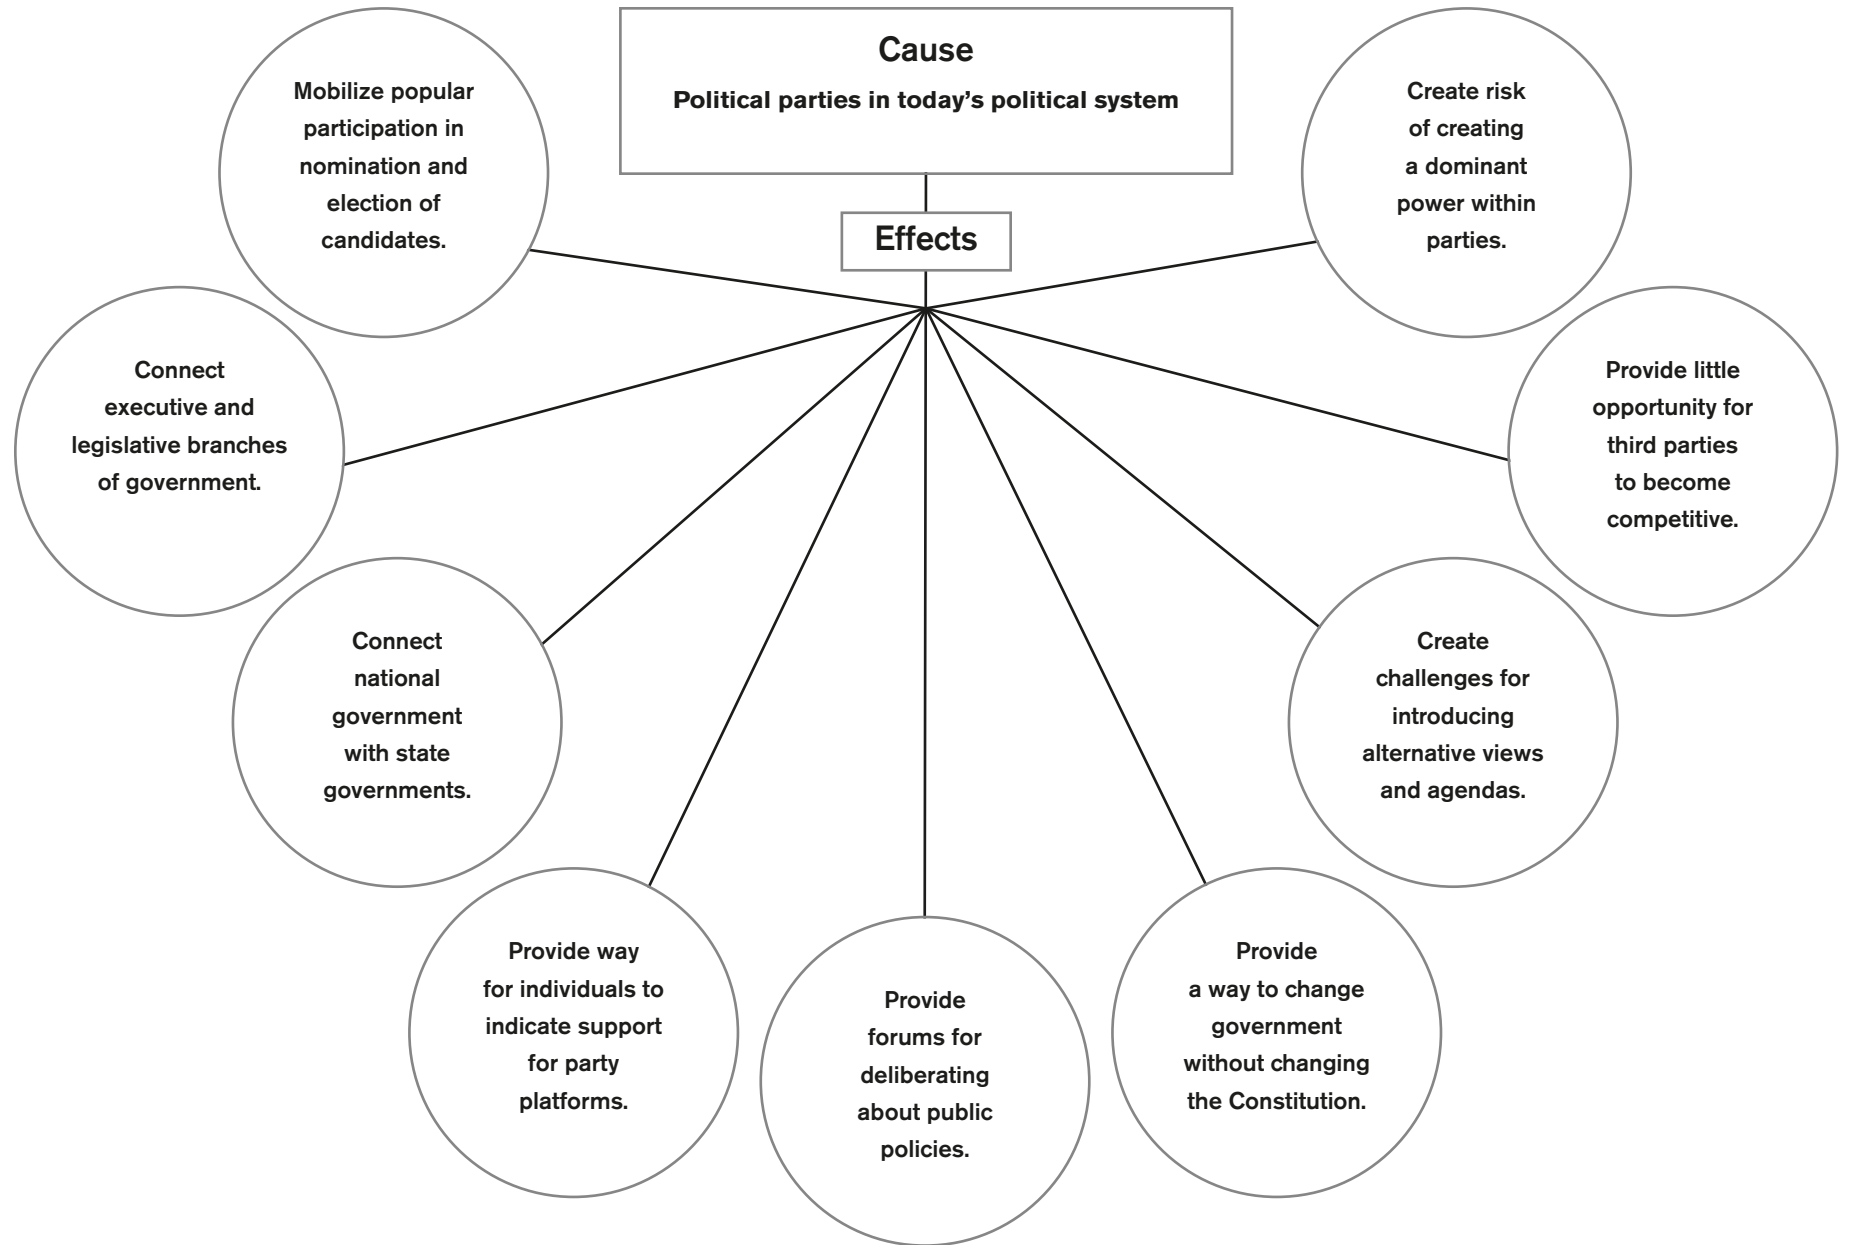 Cause
Political parties in today's political system
Effects
Mobilize popular
participation in
nomination and
election of
candidates.
Connect
executive and
legislative branches
of government.
Connect
national
government
with state
governments.
Provide way
for individuals to
indicate support
for party
platforms.
Provide
forums for
deliberating
about public
policies.
Provide
a way to change
government
without changing
the Constitution.
Create
challenges for
introducing
alternative views
and agendas.
Provide little
opportunity for
third parties
to become
competitive.
Create risk
of creating
a dominant
power within
parties.